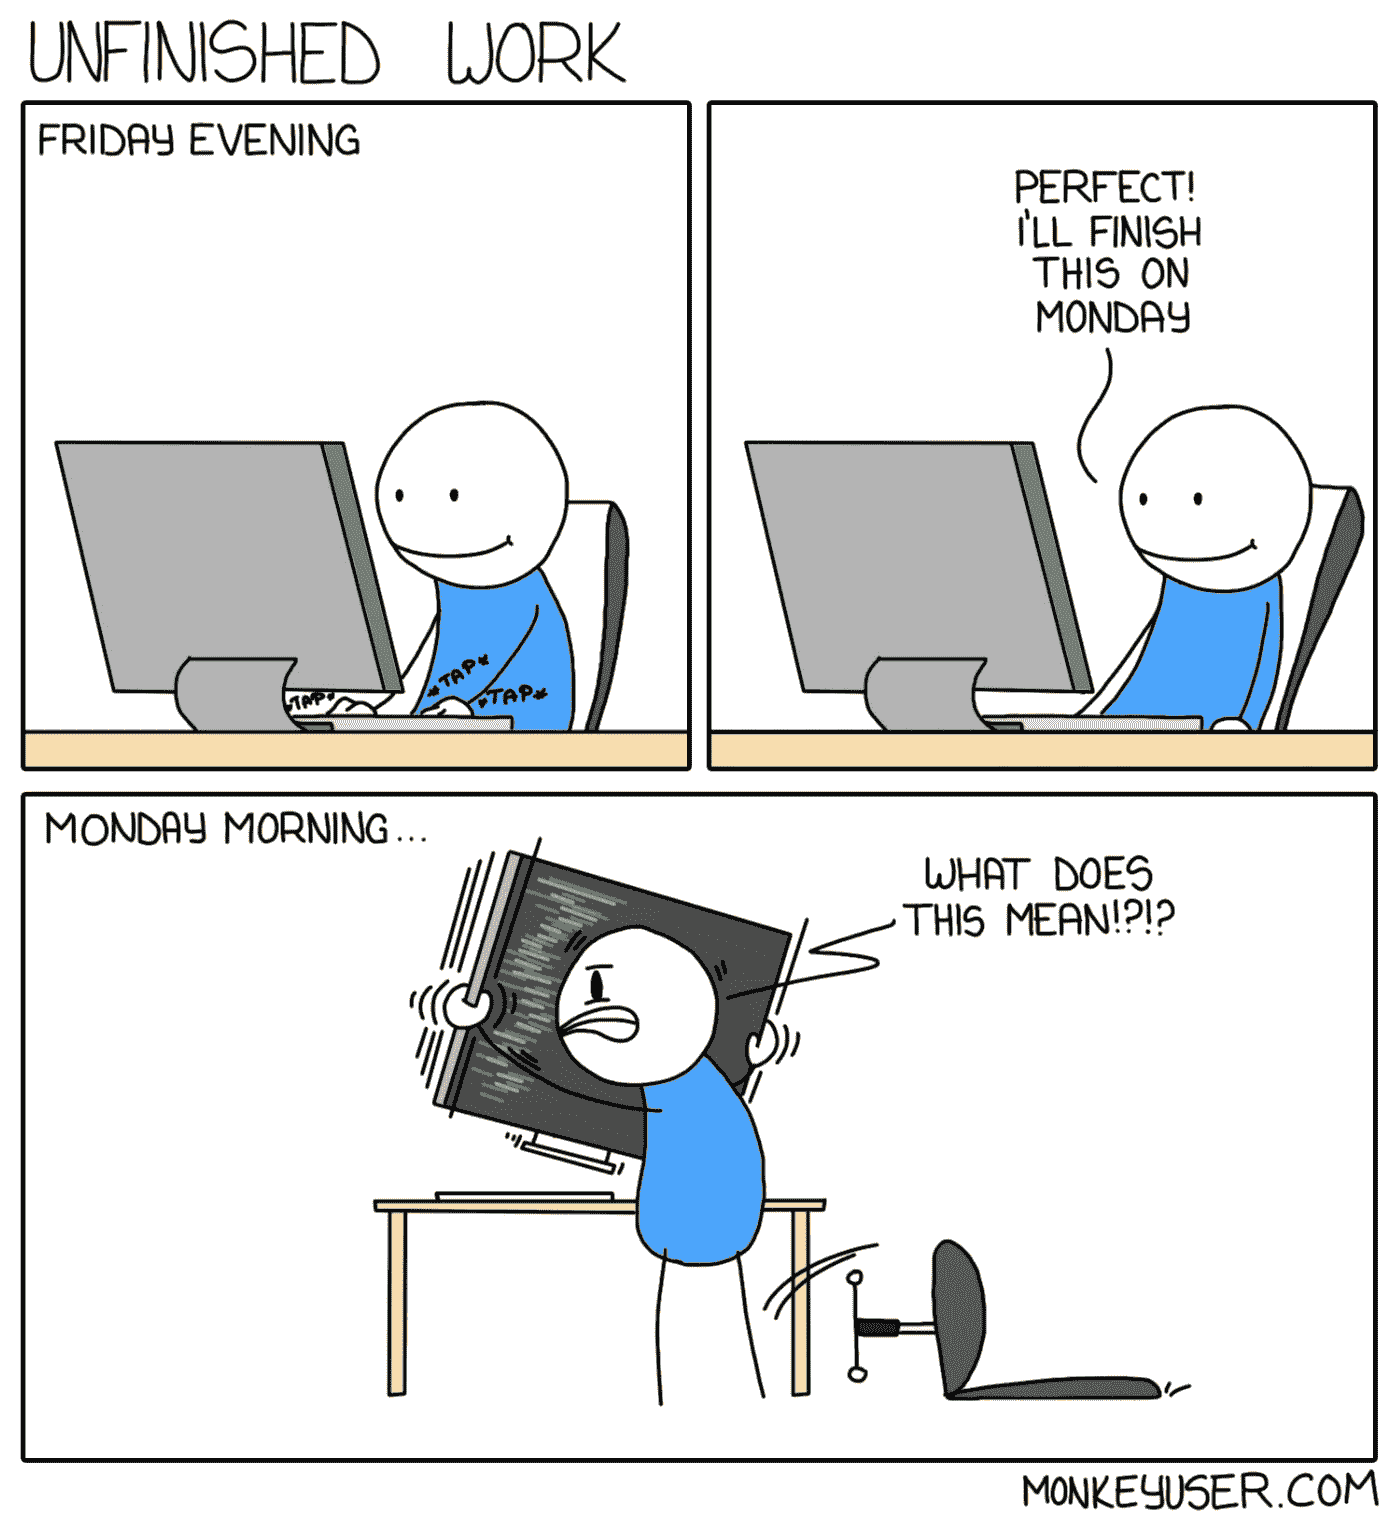 UNFINISHED WORK
FRIDAY EVENING
*TAP*
*TAP*
*TAP*
PERFECT!
I'LL FINISH
THIS ON
MONDAY
MONDAY MORNING...
WHAT DOES
THIS MEAN!?!?
MONKEYUSER.COM